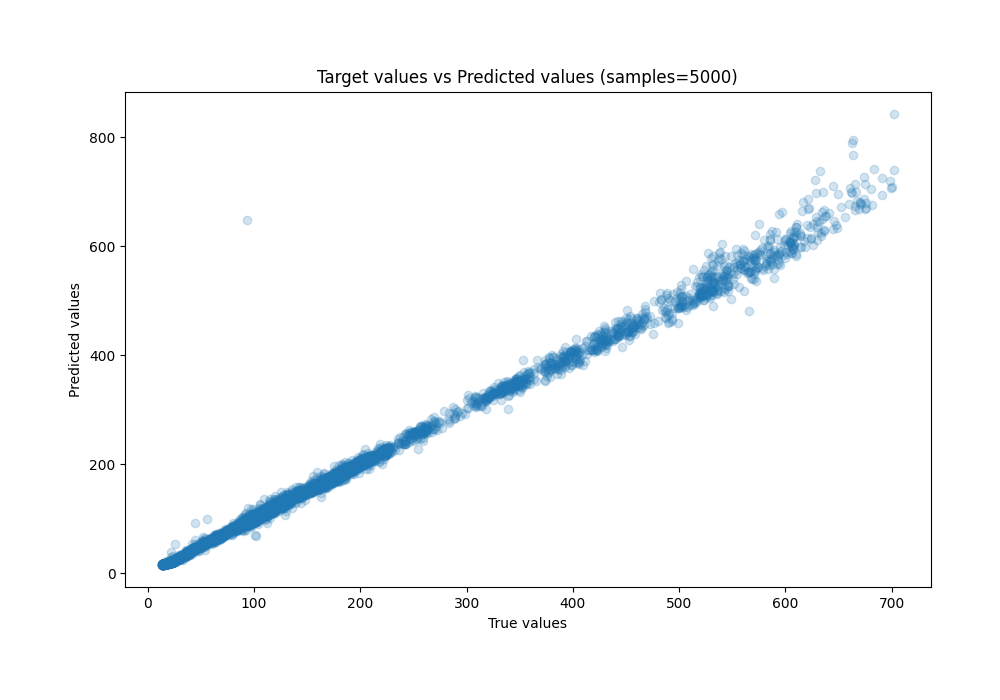 Target values vs Predicted values (samples=5000)
Predicted values
800
600
400
200
0
0 100 200 300 400 500 600 700
True values